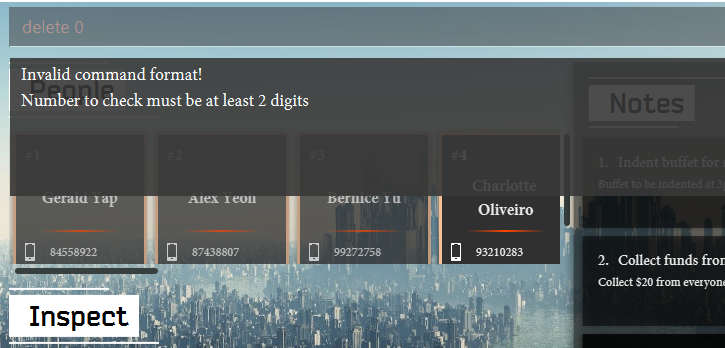 delete 0
Invalid command format!
Number to check must be at least 2 digits
People
Notes
#1
#2
#3
#4
Gerald Yap
Alex Yeoh
Bernice Yu
Charlotte
Oliveiro
84558922
87438807
99272758
93210283
1. Indent buffet for
Buffet to be indented at
2. Collect funds from
Collect $20 from everyone
Inspect